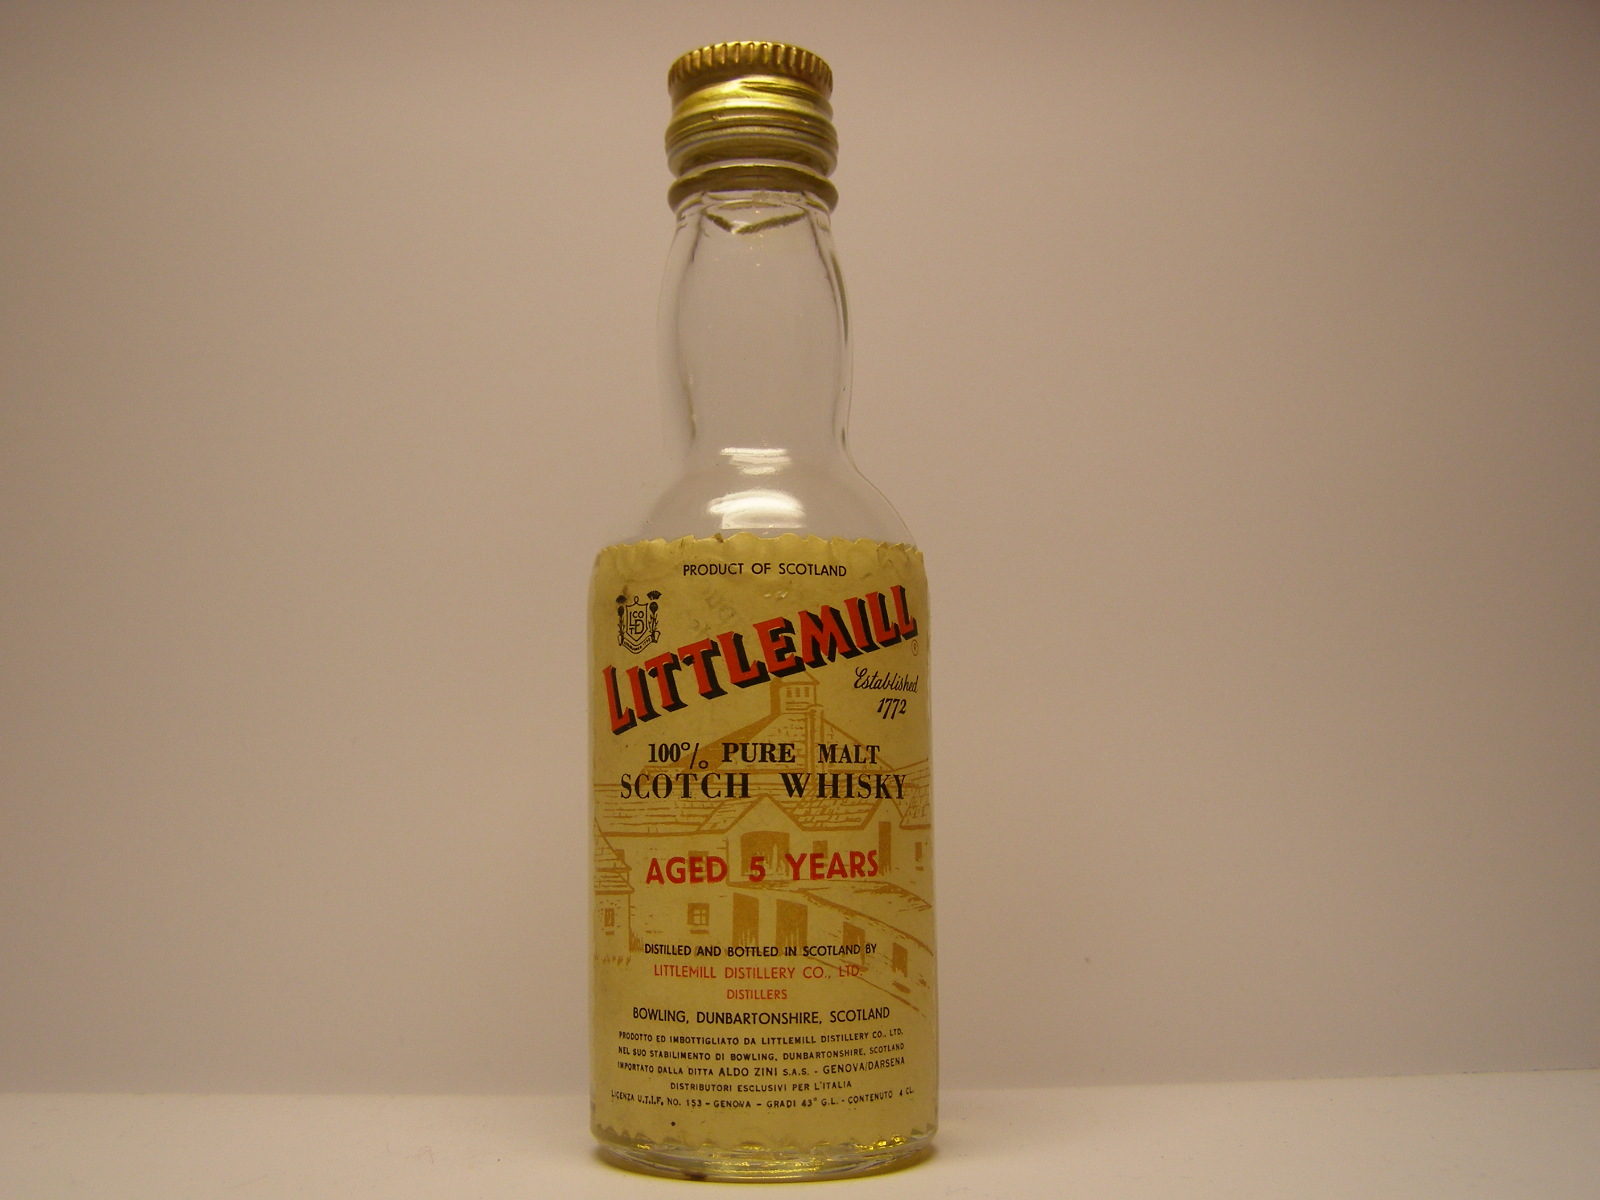 PRODUCT OF SCOTLAND
LITTLEMILL
®
Established
1772
100% PURE MALT
SCOTCH WHISKY
AGED 5 YEARS
DISTILLED AND BOTTLED IN SCOTLAND BY
LITTLEMILL DISTILLERY CO., LTD.
DISTILLERS
BOWLING, DUNBARTONSHIRE, SCOTLAND
PRODOTTO ED IMBOTTIGLIATO DA LITTLEMILL DISTILLERY CO., LTD.
NEL SUO STABILIMENTO DI BOWLING, DUNBARTONSHIRE, SCOTLAND
IMPORTATO DALLA DITTA ALDO ZINI S.A.S. - GENOVA/DARSENA
DISTRIBUTORI ESCLUSIVI PER L'ITALIA
LICENZA U.T.I.F. NO. 153 - GENOVA - GRADI 43° G.L. - CONTENUTO 4 CL.